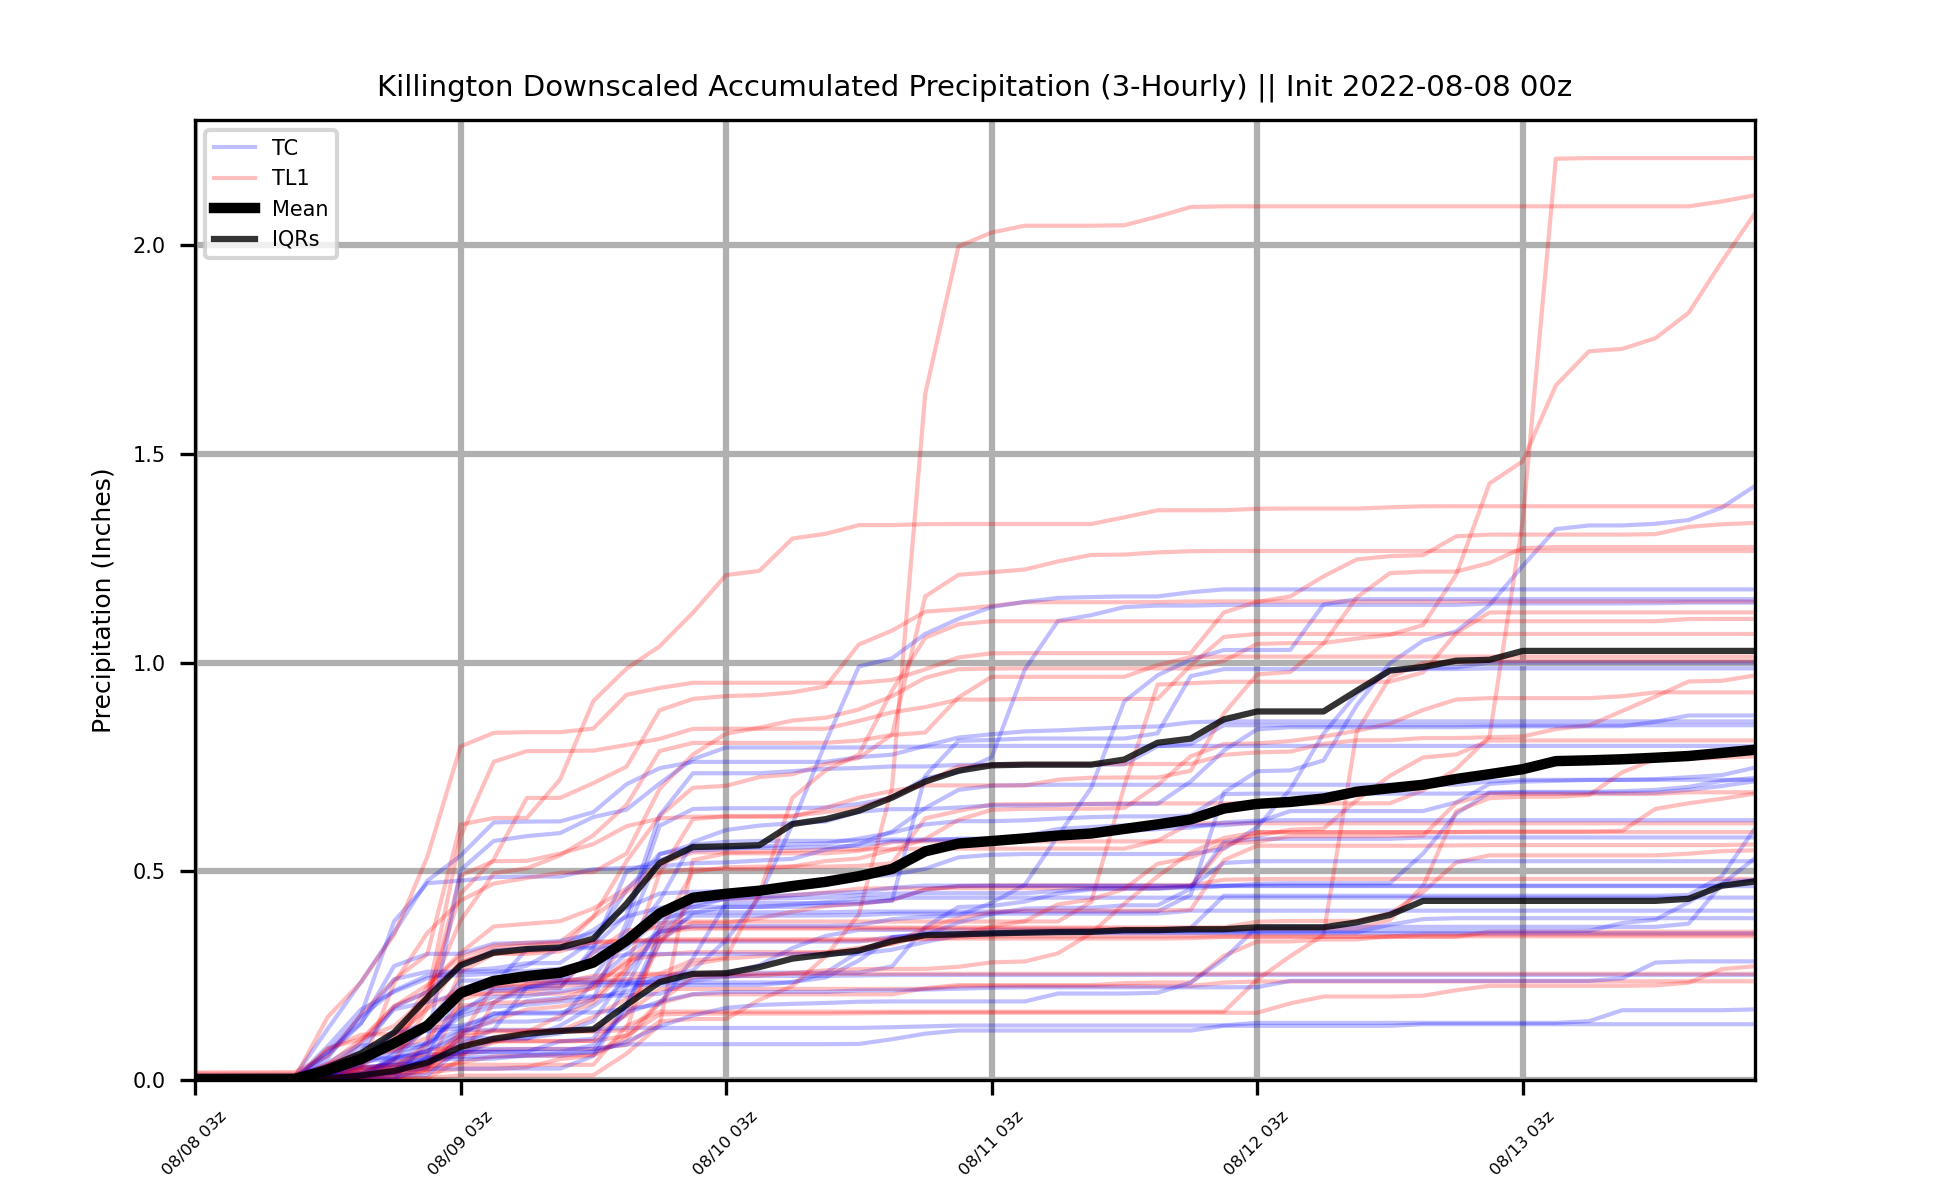 Killington Downscaled Accumulated Precipitation (3-Hourly) || Init 2022-08-08 00z
TC
TL1
Mean
IQRs
Precipitation (Inches)
2.0
1.5
1.0
0.5
0.0
08/08 03z
08/09 03z
08/10 03z
08/11 03z
08/12 03z
08/13 03z